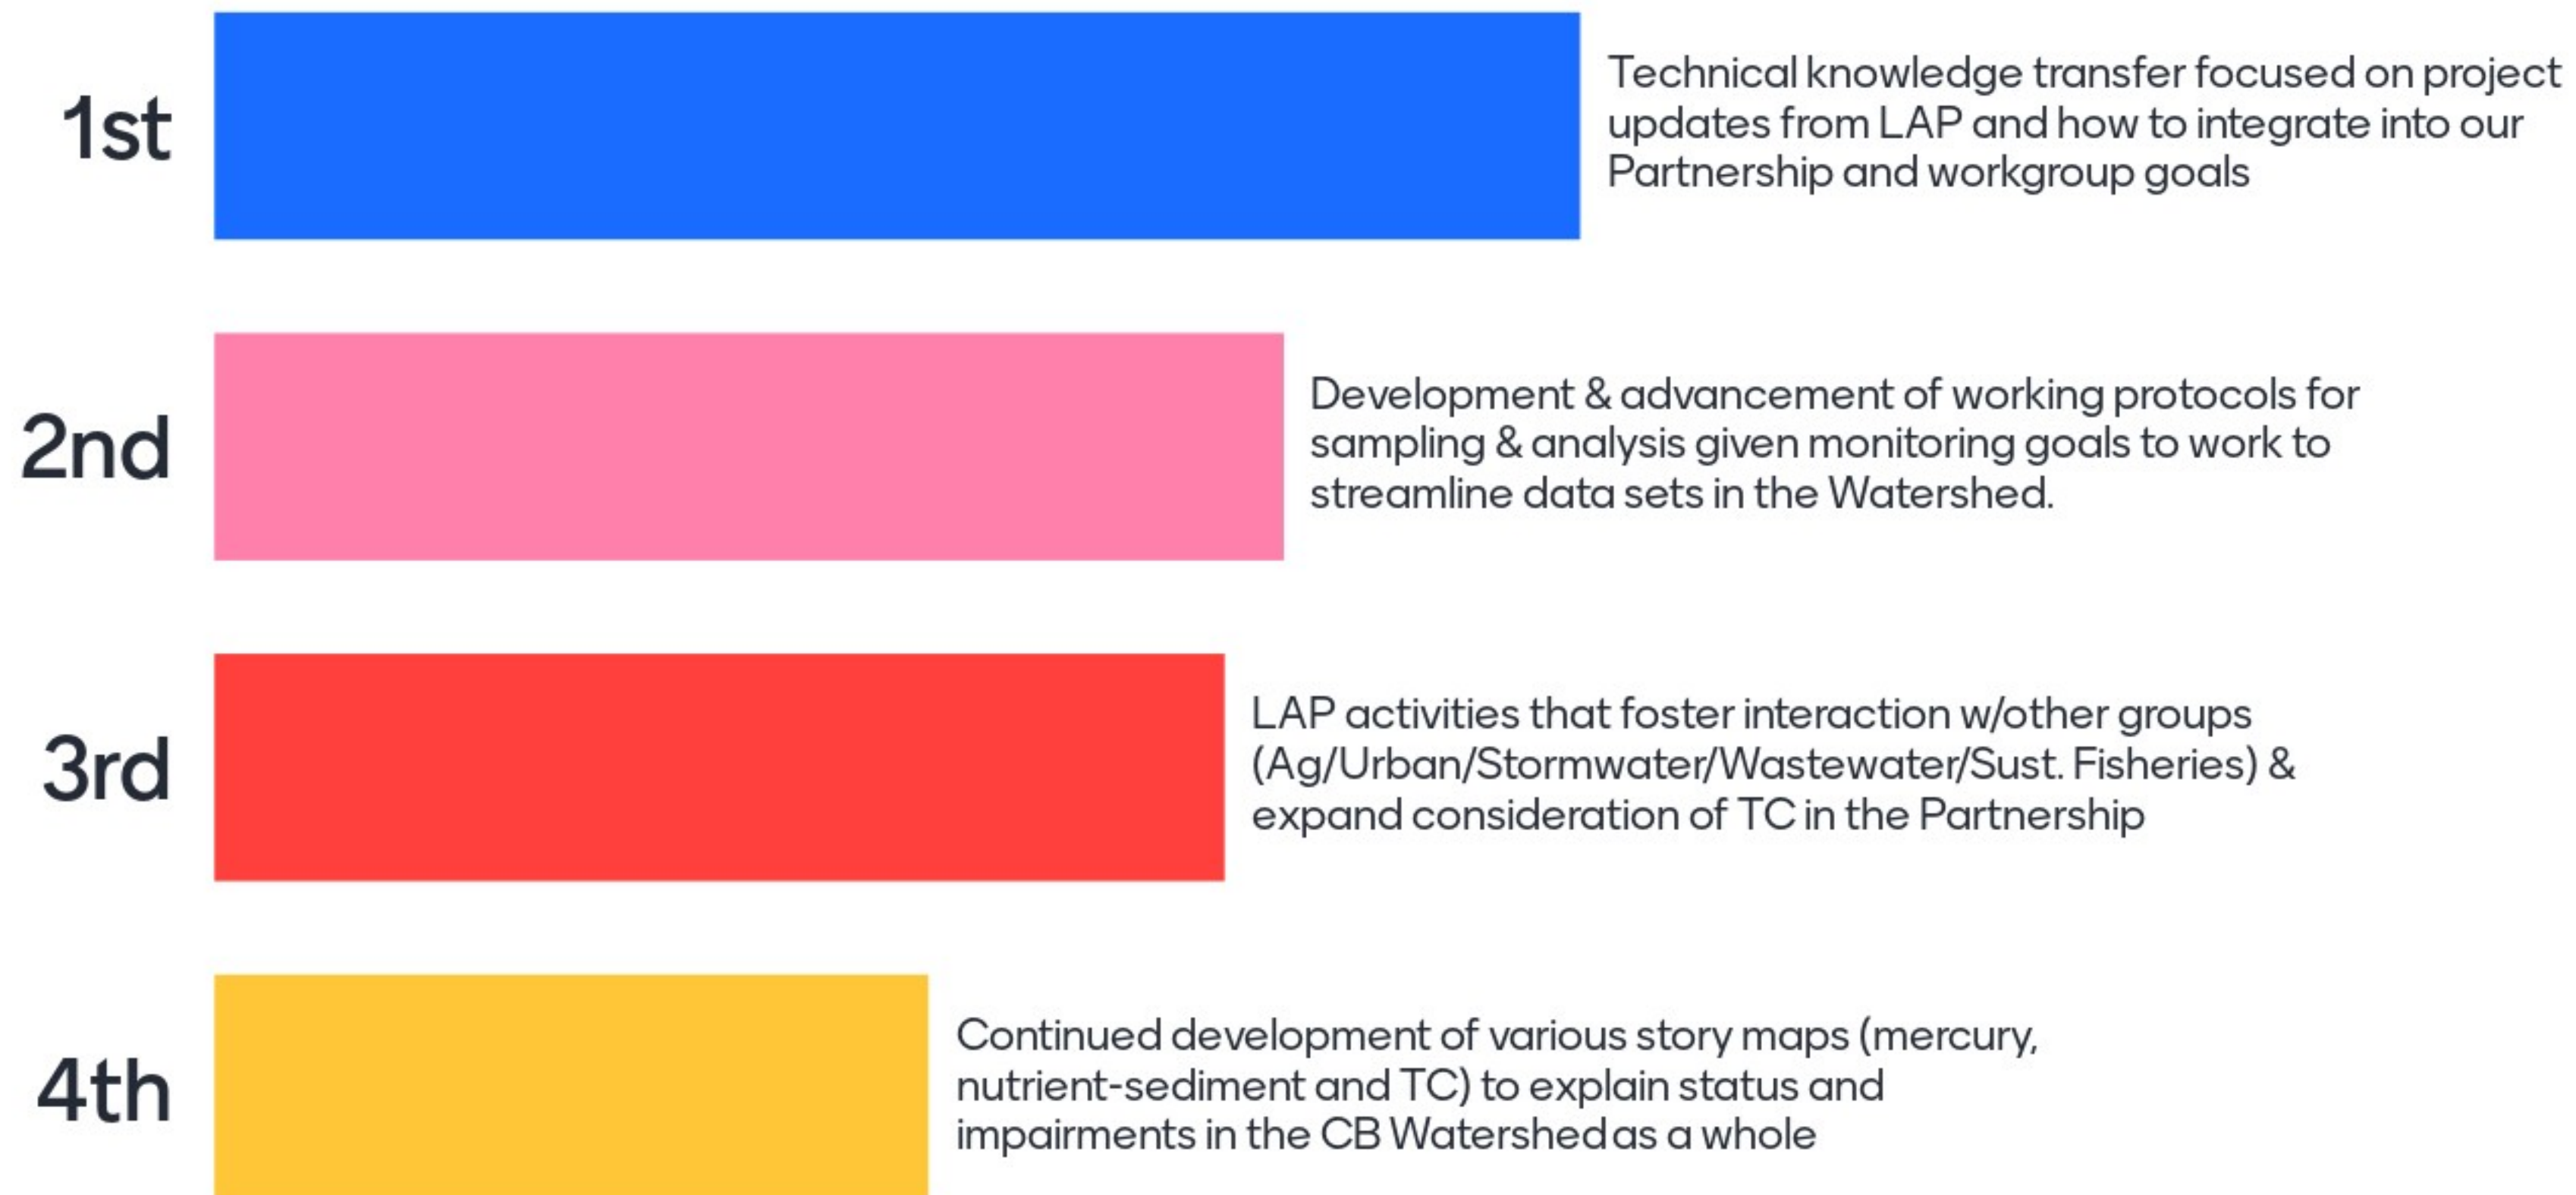 1st
Technical knowledge transfer focused on project
updates from LAP and how to integrate into our
Partnership and workgroup goals
2nd
Development & advancement of working protocols for
sampling & analysis given monitoring goals to work to
streamline data sets in the Watershed.
3rd
LAP activities that foster interaction w/other groups
(Ag/Urban/Stormwater/Wastewater/Sust. Fisheries) &
expand consideration of TC in the Partnership
4th
Continued development of various story maps (mercury,
nutrient-sediment and TC) to explain status and
impairments in the CB Watershed as a whole